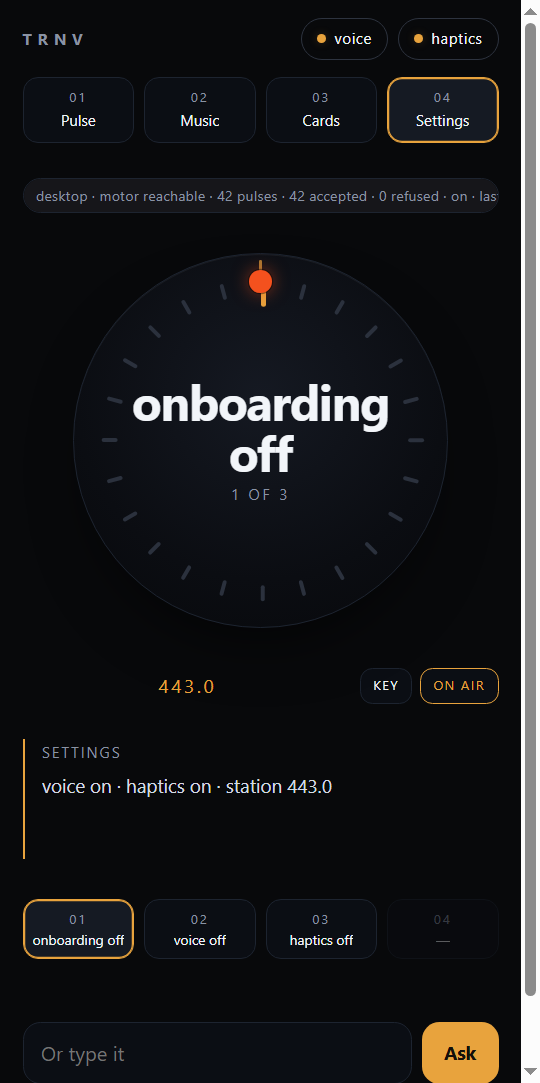 TRNV
voice
haptics
01
Pulse
02
Music
03
Cards
04
Settings
desktop · motor reachable · 42 pulses · 42 accepted · 0 refused · on · las
onboarding
off
1 OF 3
443.0
KEY
ON AIR
SETTINGS
voice on · haptics on · station 443.0
01
onboarding off
02
voice off
03
haptics off
04
—
Or type it
Ask